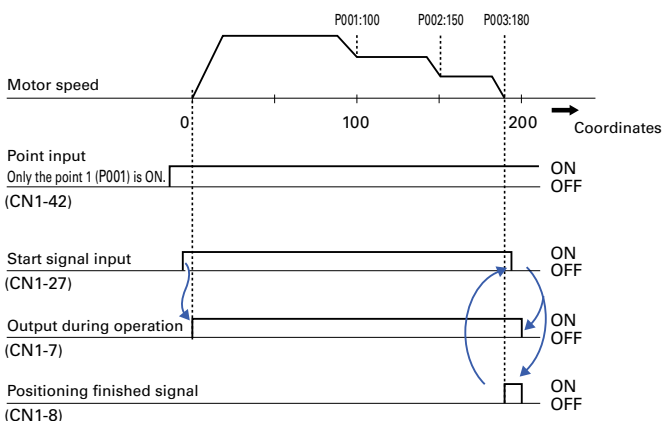 P001:100 P002:150 P003:180
Motor speed
0 100 200
Coordinates
Point input
Only the point 1 (P001) is ON.
ON
OFF
(CN1-42)
Start signal input
ON
OFF
(CN1-27)
Output during operation
ON
OFF
(CN1-7)
Positioning finished signal
ON
OFF
(CN1-8)